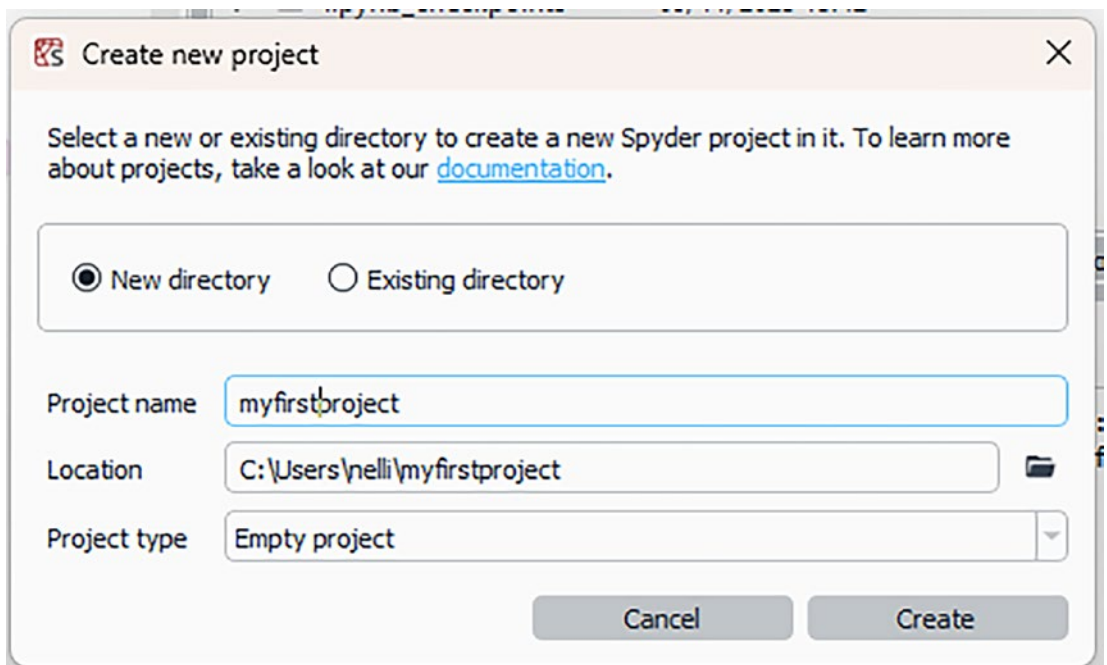 Create new project
Select a new or existing directory to create a new Spyder project in it. To learn more
about projects, take a look at our documentation.
New directory Existing directory
Project name myfirstproject
Location C:\Users\nelli\myfirstproject
Project type Empty project
Cancel Create